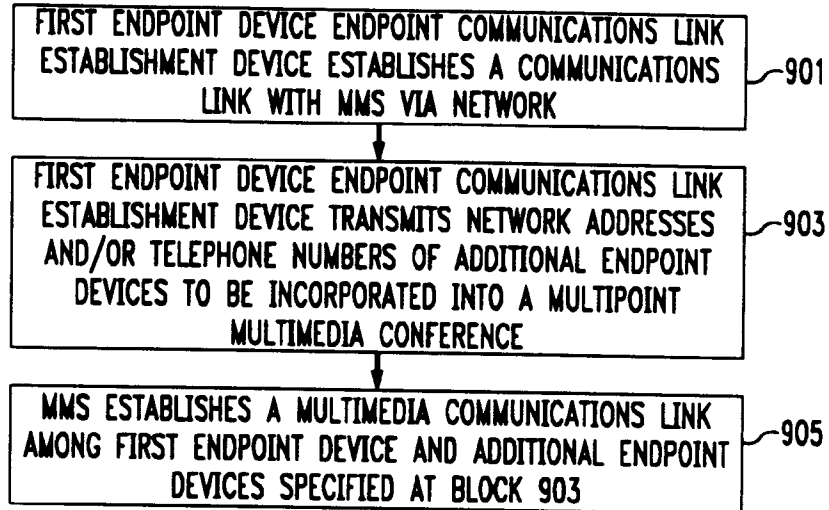 FIRST ENDPOINT DEVICE ENDPOINT COMMUNICATIONS LINK
ESTABLISHMENT DEVICE ESTABLISHES A COMMUNICATIONS
LINK WITH MMS VIA NETWORK
901
FIRST ENDPOINT DEVICE ENDPOINT COMMUNICATIONS LINK
ESTABLISHMENT DEVICE TRANSMITS NETWORK ADDRESSES
AND/OR TELEPHONE NUMBERS OF ADDITIONAL ENDPOINT
DEVICES TO BE INCORPORATED INTO A MULTIPOINT
MULTIMEDIA CONFERENCE
903
MMS ESTABLISHES A MULTIMEDIA COMMUNICATIONS LINK
AMONG FIRST ENDPOINT DEVICE AND ADDITIONAL ENDPOINT
DEVICES SPECIFIED AT BLOCK 903
905